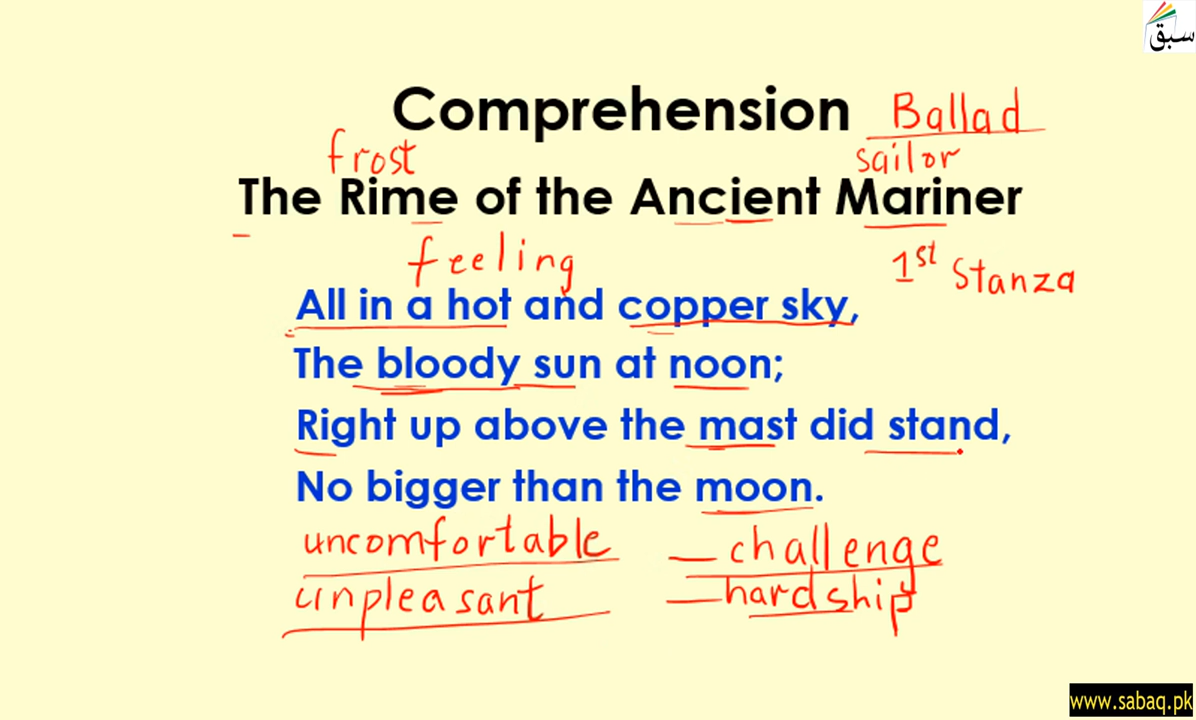 سبق
Comprehension Ballad
frost sailor
The Rime of the Ancient Mariner
feeling 1st Stanza
All in a hot and copper sky,
The bloody sun at noon;
Right up above the mast did stand,
No bigger than the moon.
uncomfortable – challenge
unpleasant – hardship
www.sabaq.pk